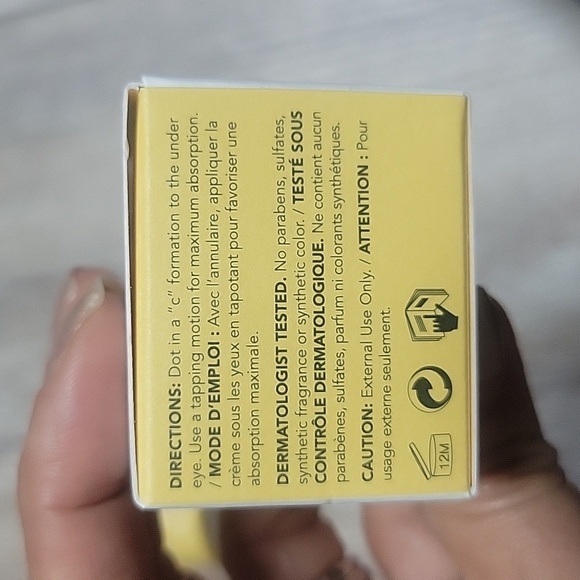 DIRECTIONS: Dot in a "c" formation to the under
eye. Use a tapping motion for maximum absorption.
/ MODE D'EMPLOI : Avec l'annulaire, appliquer la
crème sous les yeux en tapotant pour favoriser une
absorption maximale.
DERMATOLOGIST TESTED. No parabens, sulfates,
synthetic fragrance or synthetic color. / TESTÉ SOUS
CONTRÔLE DERMATOLOGIQUE. Ne contient aucun
parabènes, sulfates, parfum ni colorants synthétiques.
CAUTION: External Use Only. / ATTENTION : Pour
usage externe seulement.
12M